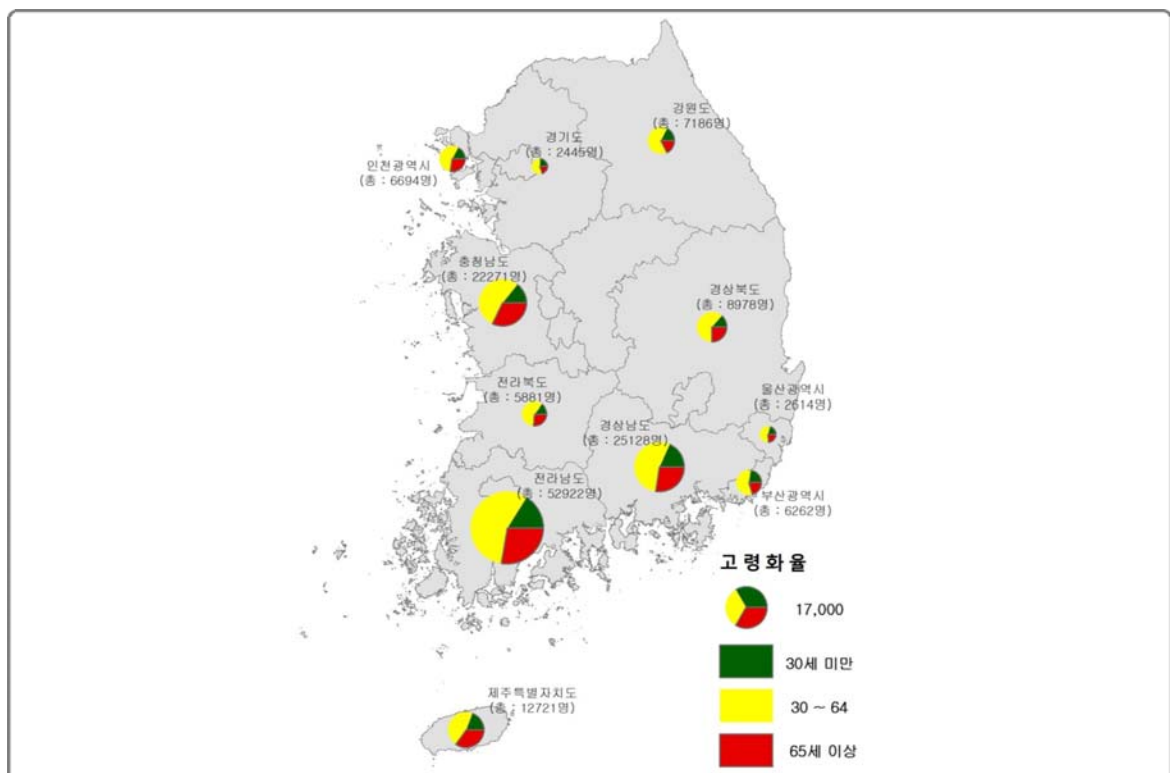 강원도
(총 : 7186명)
경기도
(총 : 2445명)
인천광역시
(총 : 6694명)
충청남도
(총 : 22271명)
경상북도
(총 : 8978명)
전라북도
(총 : 5881명)
울산광역시
(총 : 2614명)
경상남도
(총 : 25128명)
전라남도
(총 : 52922명)
부산광역시
(총 : 6262명)
고령화율
17,000
30세 미만
30 ~ 64
65세 이상
제주특별자치도
(총 : 12721명)